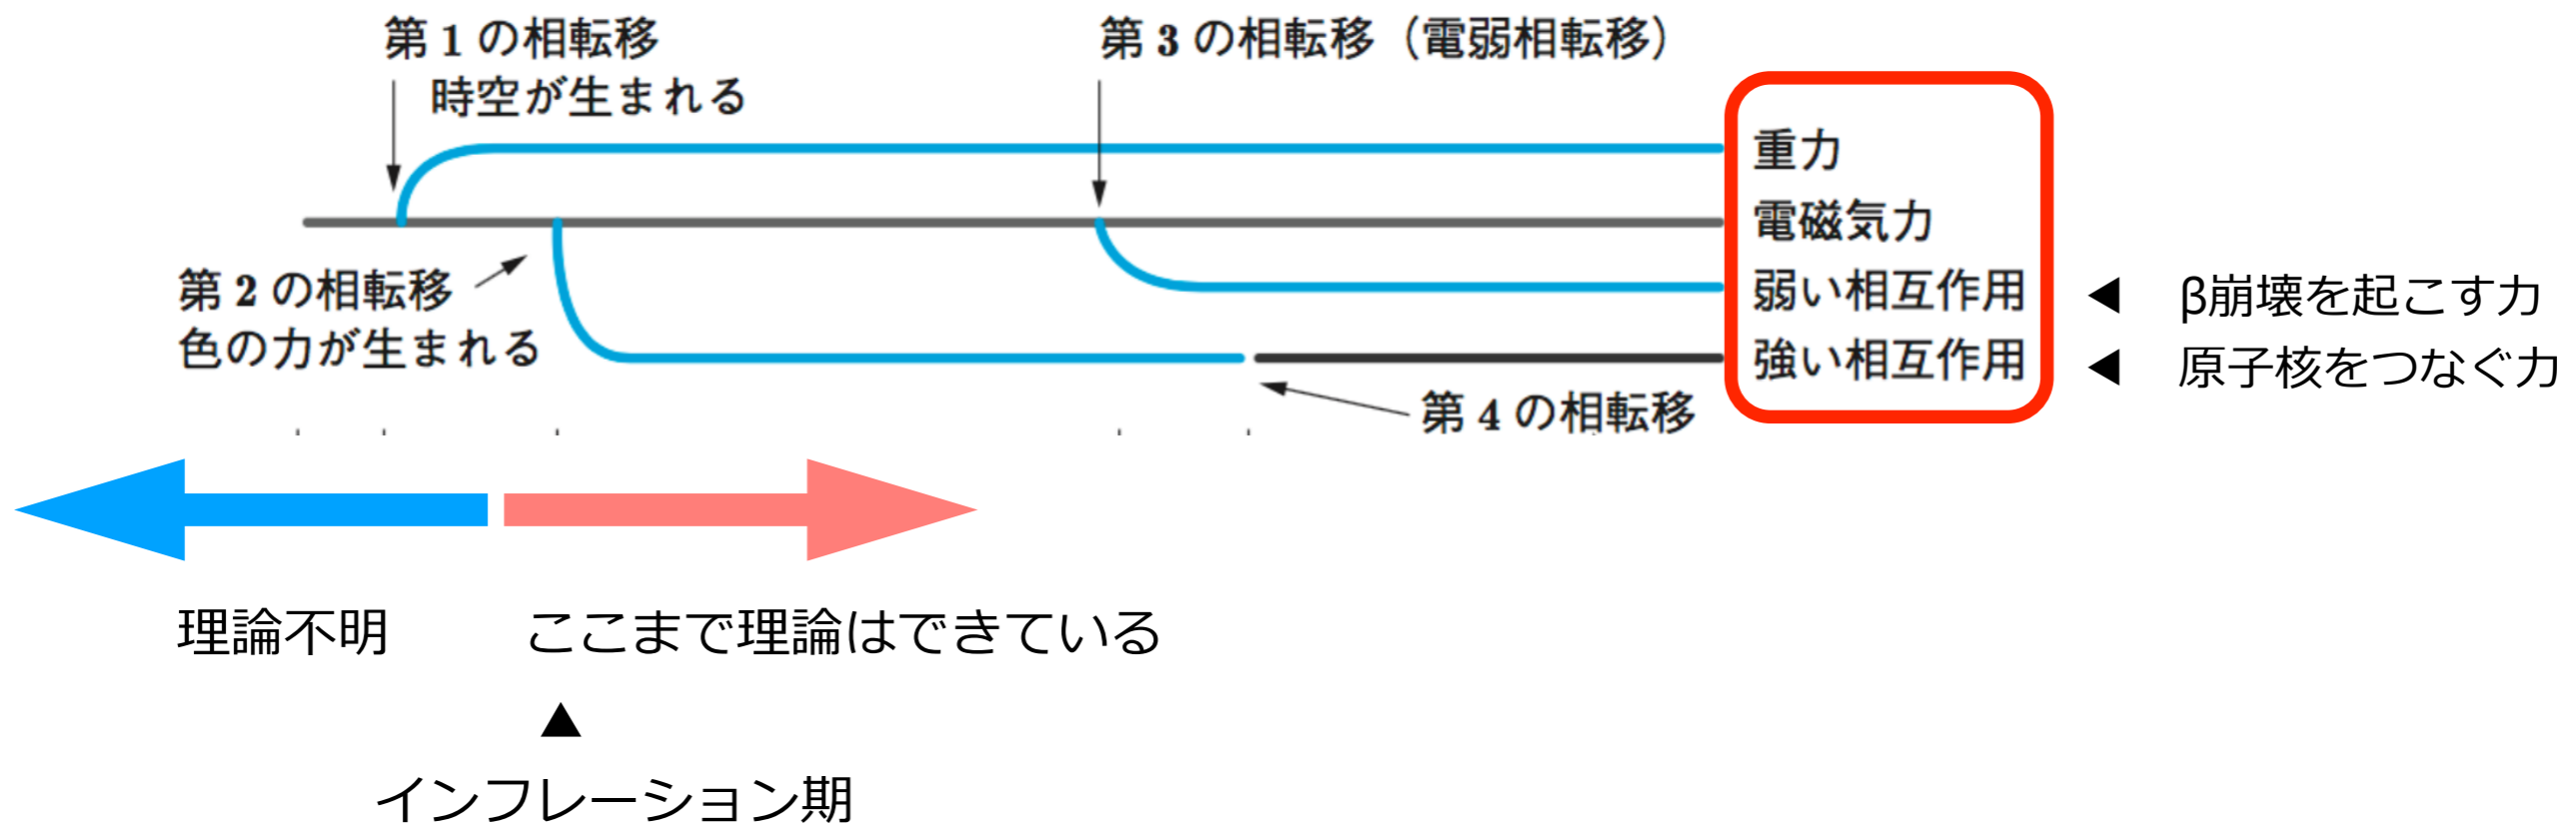 第1の相転移
時空が生まれる
第3の相転移（電弱相転移）
重力
電磁気力
弱い相互作用
強い相互作用
◀ β崩壊を起こす力
◀ 原子核をつなぐ力
第2の相転移
色の力が生まれる
第4の相転移
理論不明
ここまで理論はできている
▲
インフレーション期